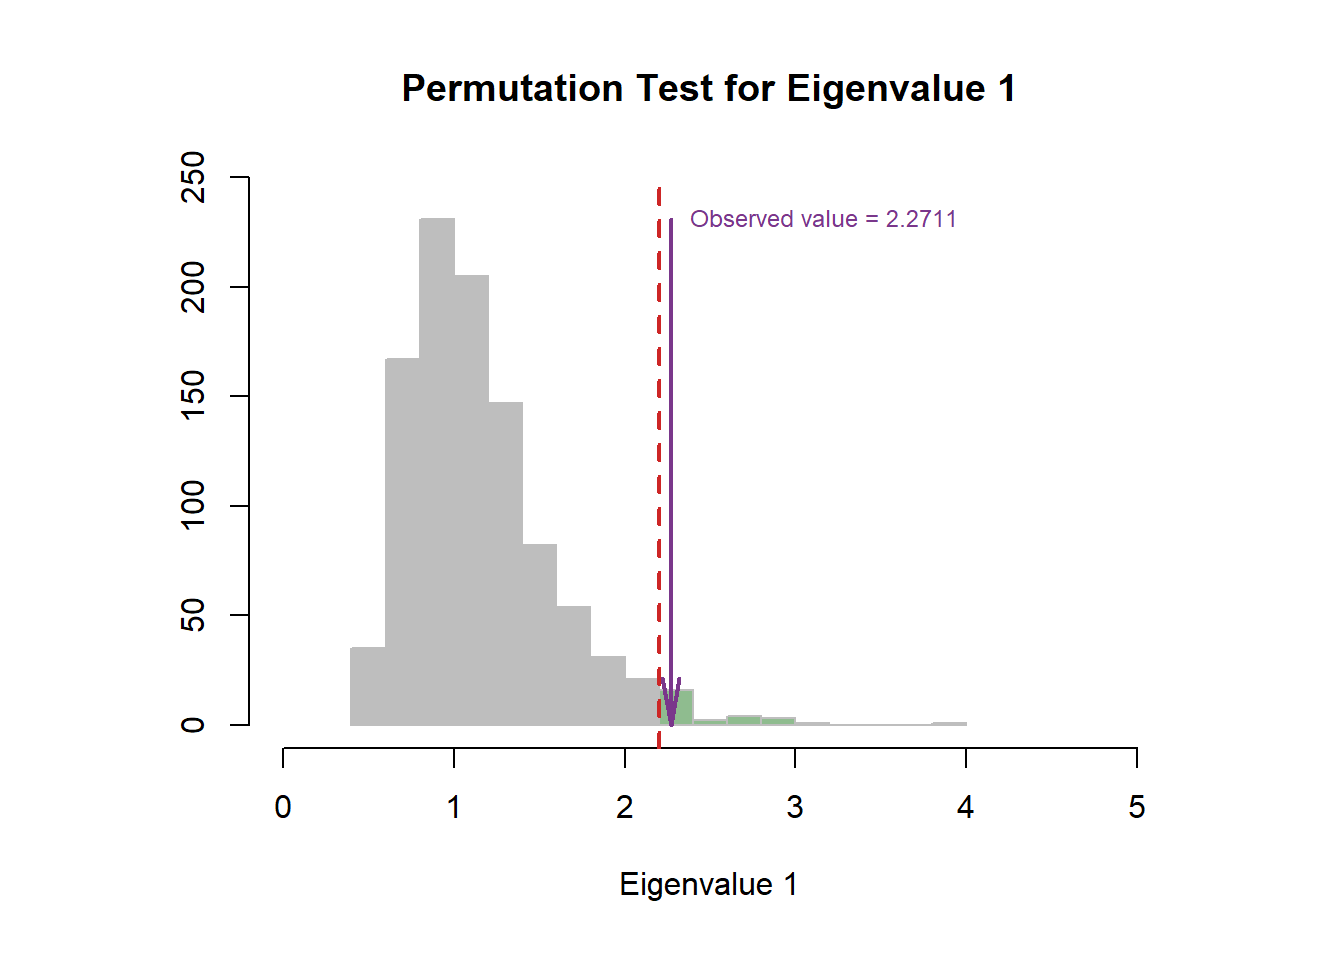 Permutation Test for Eigenvalue 1
250
200
150
100
50
0
Observed value = 2.2711
0 1 2 3 4 5
Eigenvalue 1